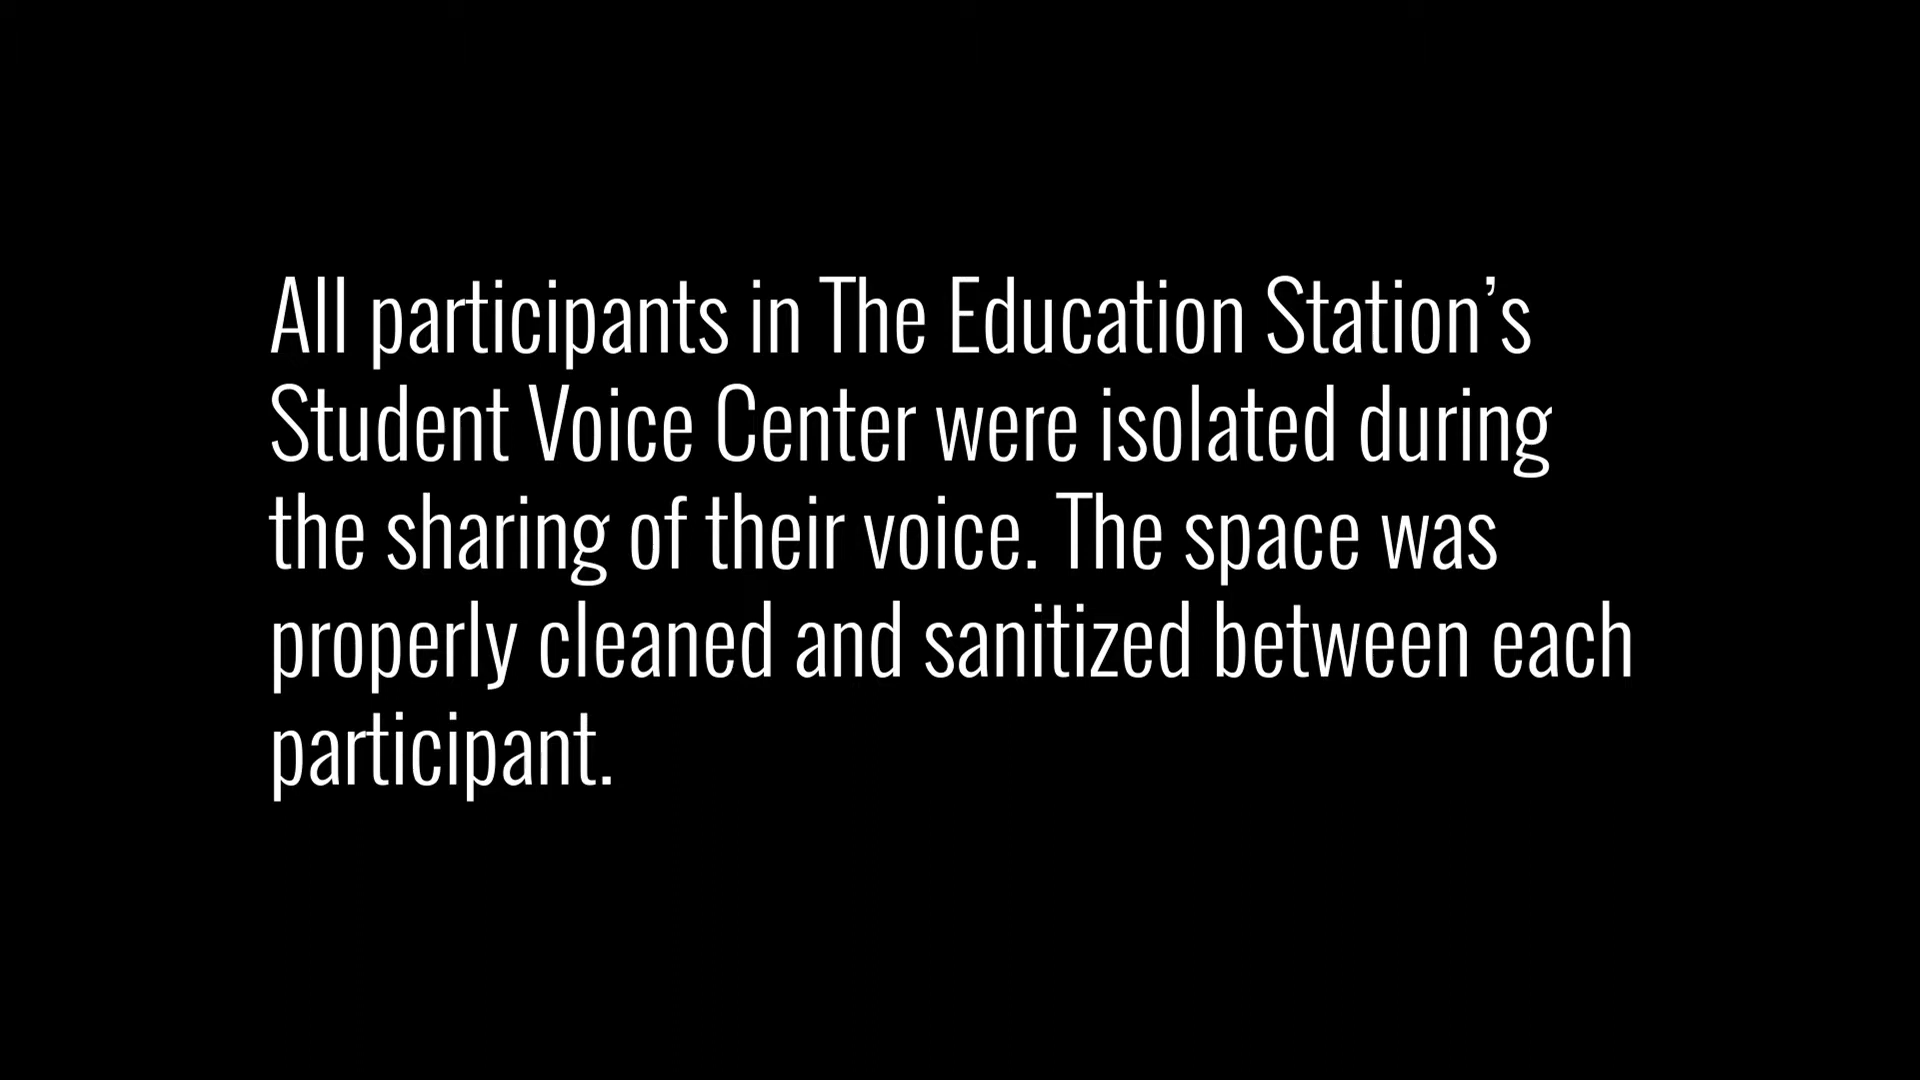 All participants in The Education Station’s
Student Voice Center were isolated during
the sharing of their voice. The space was
properly cleaned and sanitized between each
participant.